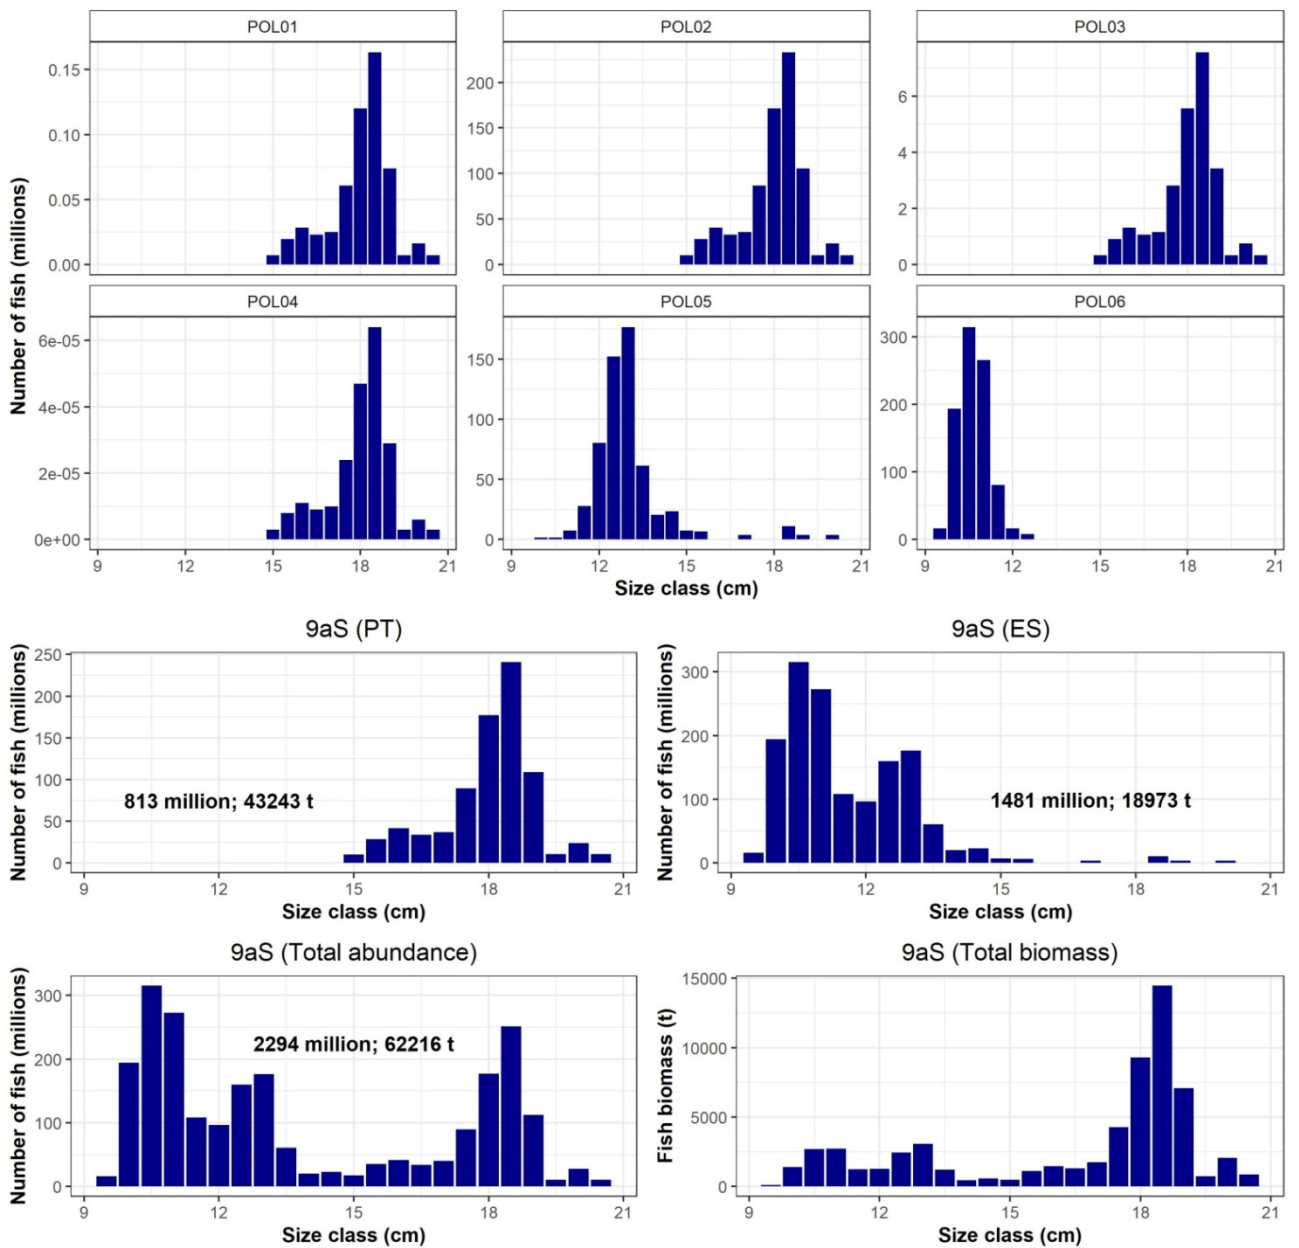 POL01 POL02 POL03
Number of fish (millions)
0.15
0.10
0.05
0.00
200
150
100
50
0
6
4
2
0
POL04 POL05 POL06
6e-05
4e-05
2e-05
0e+00
150
100
50
0
300
200
100
0
9 12 15 18 21 9 12 15 18 21 9 12 15 18 21
Size class (cm)
9aS (PT)
Number of fish (millions)
250
200
150
100
50
0
813 million; 43243 t
9 12 15 18 21
Size class (cm)
9aS (ES)
Number of fish (millions)
300
200
100
0
1481 million; 18973 t
9 12 15 18 21
Size class (cm)
9aS (Total abundance)
Number of fish (millions)
300
200
100
0
2294 million; 62216 t
9 12 15 18 21
Size class (cm)
9aS (Total biomass)
Fish biomass (t)
15000
10000
5000
0
9 12 15 18 21
Size class (cm)